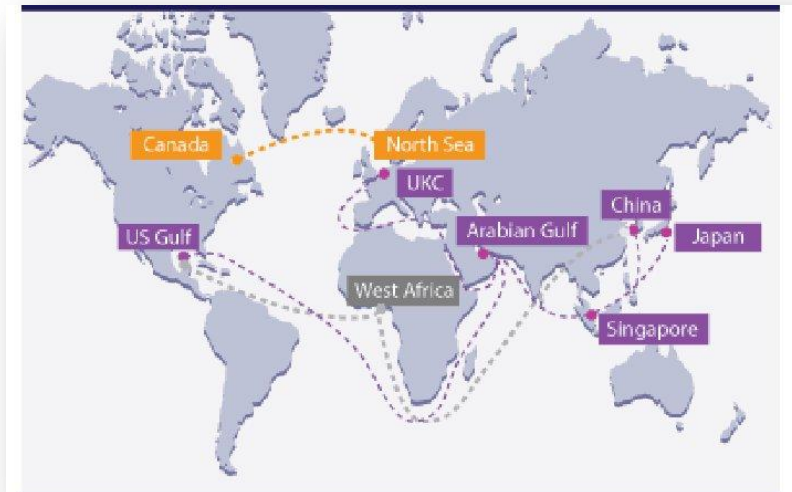 Canada
North Sea
UKC
China
US Gulf
Arabian Gulf
Japan
West Africa
Singapore